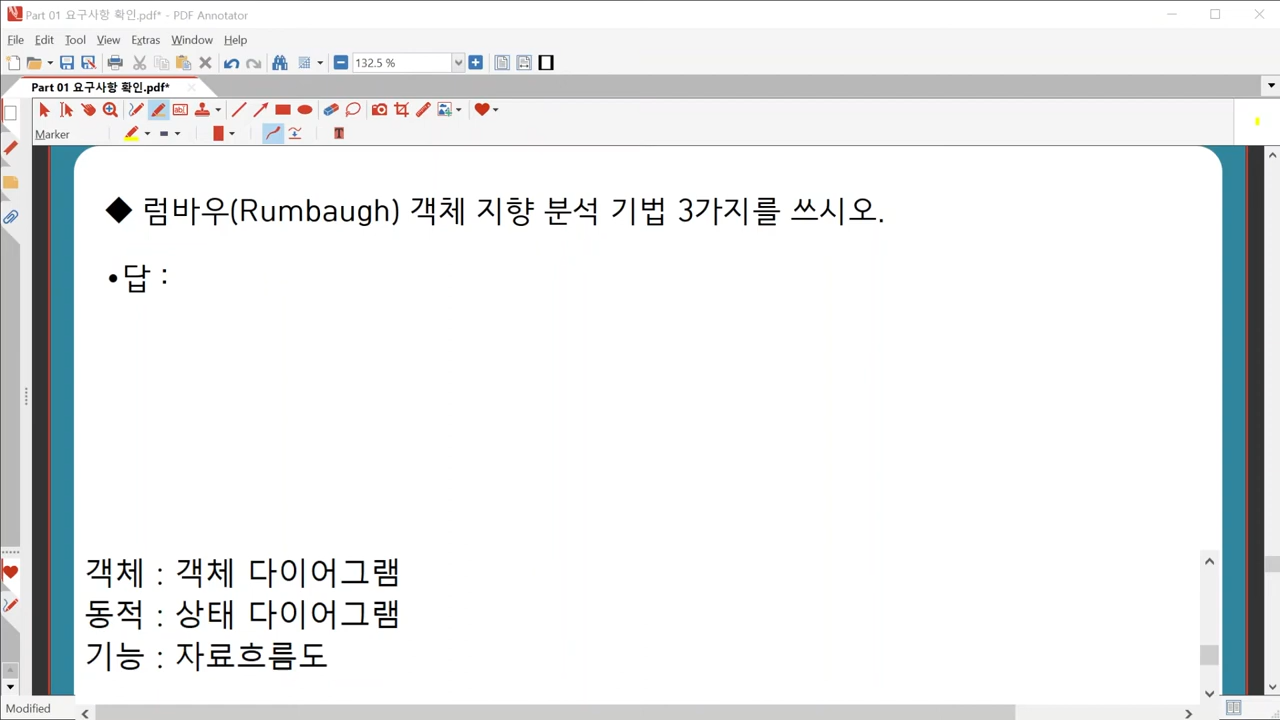 Part 01 요구사항 확인.pdf* - PDF Annotator
File Edit Tool View Extras Window Help
132.5 %
Part 01 요구사항 확인.pdf*
Marker
◆ 럼바우(Rumbaugh) 객체 지향 분석 기법 3가지를 쓰시오.
•답 :
객체 : 객체 다이어그램
동적 : 상태 다이어그램
기능 : 자료흐름도
Modified